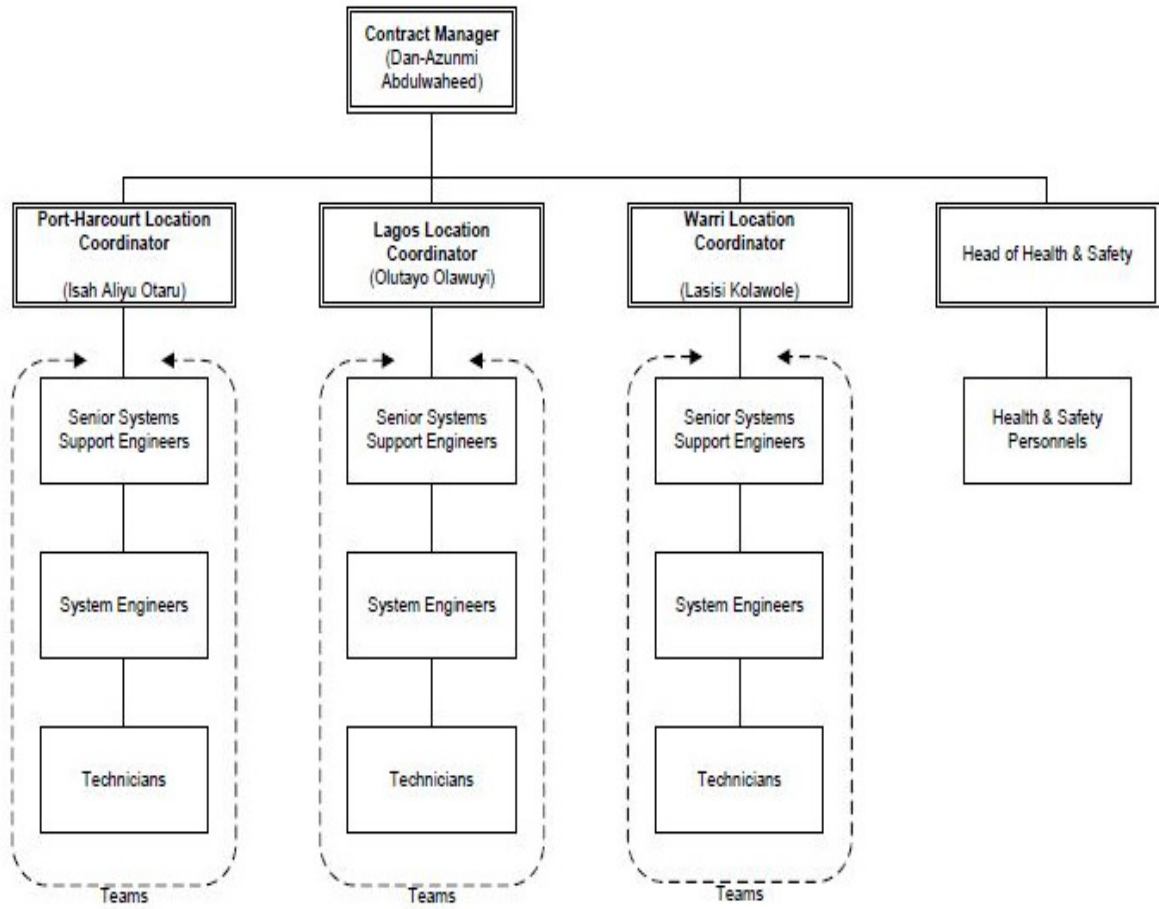 Contract Manager
(Dan-Azunmi
Abdulwaheed)
Port-Harcourt Location
Coordinator
(Isah Aliyu Otaru)
Lagos Location
Coordinator
(Olutayo Olawuyi)
Warri Location
Coordinator
(Lasisi Kolawole)
Head of Health & Safety
Senior Systems
Support Engineers
Senior Systems
Support Engineers
Senior Systems
Support Engineers
Health & Safety
Personnels
System Engineers
System Engineers
System Engineers
Technicians
Technicians
Technicians
Teams
Teams
Teams